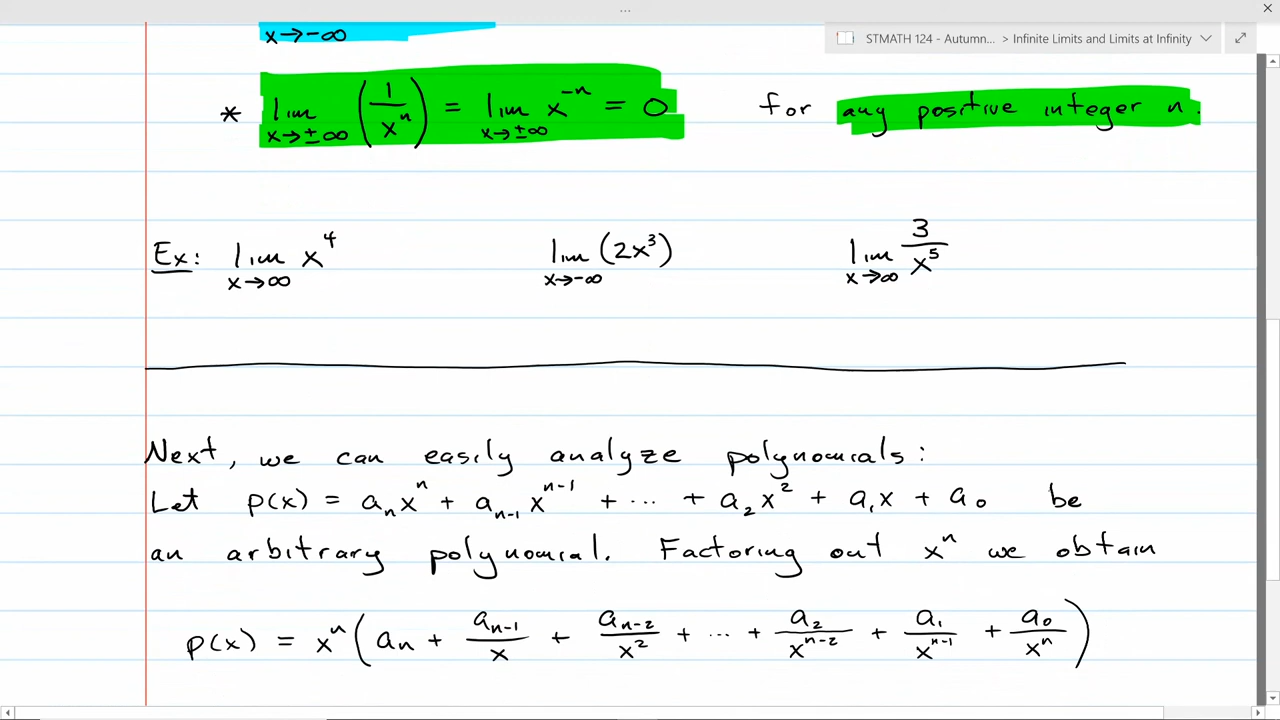 ...
STMATH 124 - Autumn... > Infinite Limits and Limits at Infinity
x→-∞
* lim x→±∞ (1/xⁿ) = lim x→±∞ x⁻ⁿ = 0 for any positive integer n.
Ex: lim x→∞ x⁴ lim x→-∞ (2x³) lim x→∞ 3/x⁵
Next, we can easily analyze polynomials:
Let p(x) = aₙxⁿ + aₙ₋₁xⁿ⁻¹ + ... + a₂x² + a₁x + a₀ be
an arbitrary polynomial. Factoring out xⁿ we obtain
p(x) = xⁿ(aₙ + aₙ₋₁/x + aₙ₋₂/x² + ... + a₂/xⁿ⁻² + a₁/xⁿ⁻¹ + a₀/xⁿ)